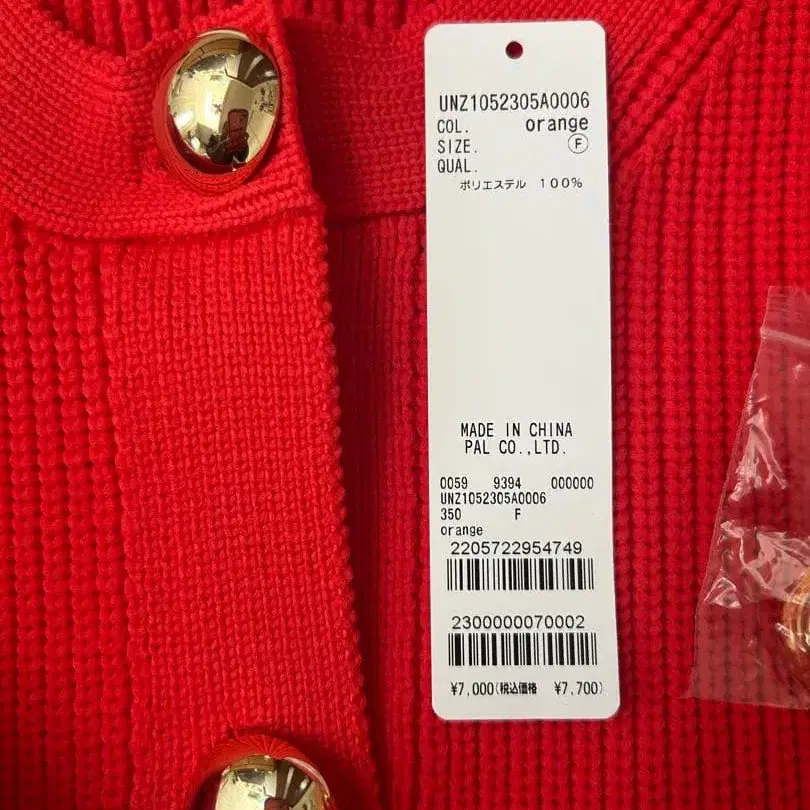 UNZ1052305A0006
COL. orange
SIZE. F
QUAL.
ポリエステル 100%
MADE IN CHINA
PAL CO.,LTD.
0059 9394 000000
UNZ1052305A0006
350 F
orange
2205722954749
2300000070002
¥7,000(税込価格 ¥7,700)